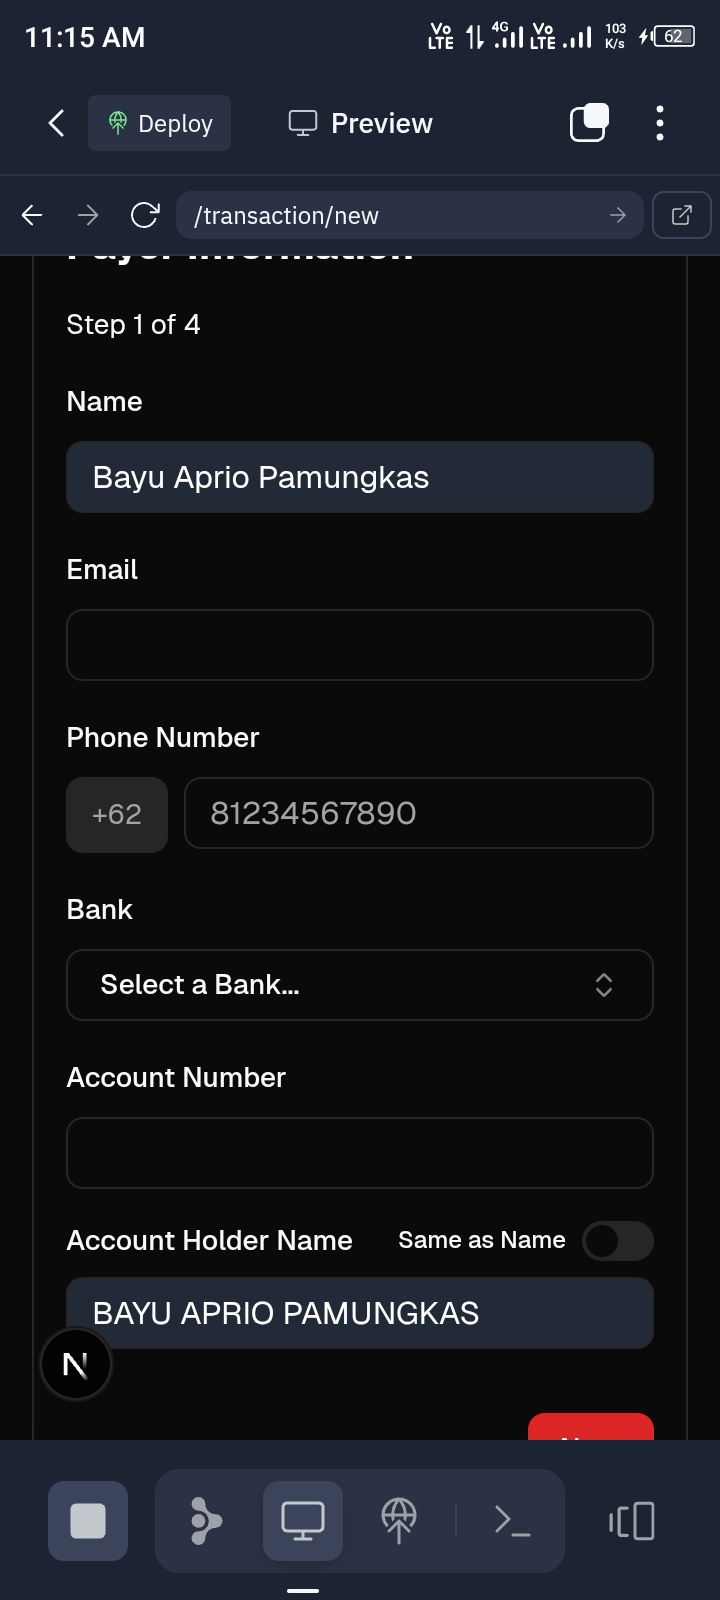 11:15 AM
Vo LTE 4G Vo LTE 103 K/s 62
Deploy
Preview
/transaction/new
Payer Information
Step 1 of 4
Name
Bayu Aprio Pamungkas
Email
Phone Number
+62
81234567890
Bank
Select a Bank...
Account Number
Account Holder Name
Same as Name
BAYU APRIO PAMUNGKAS
N